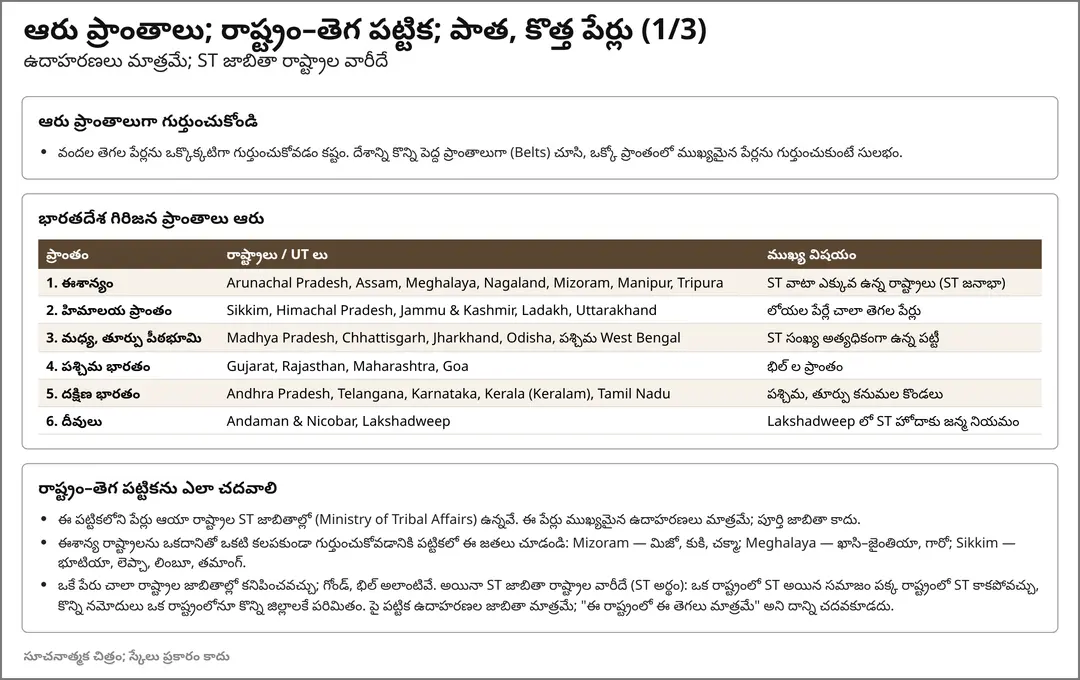 ఆరు ప్రాంతాలు; రాష్ట్రం–తెగ పట్టిక; పాత, కొత్త పేర్లు (1/3)
ఉదాహరణలు మాత్రమే; ST జాబితా రాష్ట్రాల వారీదే
ఆరు ప్రాంతాలుగా గుర్తుంచుకోండి
• వందల తెగల పేర్లను ఒక్కొక్కటిగా గుర్తుంచుకోవడం కష్టం. దేశాన్ని కొన్ని పెద్ద ప్రాంతాలుగా (Belts) చూసి, ఒక్కో ప్రాంతంలో ముఖ్యమైన పేర్లను గుర్తుంచుకుంటే సులభం.
భారతదేశ గిరిజన ప్రాంతాలు ఆరు
ప్రాంతం రాష్ట్రాలు / UT లు ముఖ్య విషయం
1. ఈశాన్యం Arunachal Pradesh, Assam, Meghalaya, Nagaland, Mizoram, Manipur, Tripura ST వాటా ఎక్కువ ఉన్న రాష్ట్రాలు (ST జనాభా)
2. హిమాలయ ప్రాంతం Sikkim, Himachal Pradesh, Jammu & Kashmir, Ladakh, Uttarakhand లోయల పేర్లే చాలా తెగల పేర్లు
3. మధ్య, తూర్పు పీఠభూమి Madhya Pradesh, Chhattisgarh, Jharkhand, Odisha, పశ్చిమ West Bengal ST సంఖ్య అత్యధికంగా ఉన్న పట్టీ
4. పశ్చిమ భారతం Gujarat, Rajasthan, Maharashtra, Goa భిల్ ల ప్రాంతం
5. దక్షిణ భారతం Andhra Pradesh, Telangana, Karnataka, Kerala (Keralam), Tamil Nadu పశ్చిమ, తూర్పు కనుమల కొండలు
6. దీవులు Andaman & Nicobar, Lakshadweep Lakshadweep లో ST హోదాకు జన్మ నియమం
రాష్ట్రం–తెగ పట్టికను ఎలా చదవాలి
• ఈ పట్టికలోని పేర్లు ఆయా రాష్ట్రాల ST జాబితాల్లో (Ministry of Tribal Affairs) ఉన్నవే. ఈ పేర్లు ముఖ్యమైన ఉదాహరణలు మాత్రమే; పూర్తి జాబితా కాదు.
• ఈశాన్య రాష్ట్రాలను ఒకదానితో ఒకటి కలపకుండా గుర్తుంచుకోవడానికి పట్టికలో ఈ జతలు చూడండి: Mizoram — మిజో, కుకి, చక్మా; Meghalaya — ఖాసి–జైంతియా, గారో; Sikkim —
భూటియా, లెప్చా, లింబూ, తమాంగ్.
• ఒకే పేరు చాలా రాష్ట్రాల జాబితాల్లో కనిపించవచ్చు; గోండ్, భిల్ అలాంటివే. అయినా ST జాబితా రాష్ట్రాల వారీదే (ST అర్థం): ఒక రాష్ట్రంలో ST అయిన సమాజం పక్క రాష్ట్రంలో ST కాకపోవచ్చు,
కొన్ని నమోదులు ఒక రాష్ట్రంలోనూ కొన్ని జిల్లాలకే పరిమితం. పై పట్టిక ఉదాహరణల జాబితా మాత్రమే; "ఈ రాష్ట్రంలో ఈ తెగలు మాత్రమే" అని దాన్ని చదవకూడదు.
సూచనాత్మక చిత్రం; స్కేలు ప్రకారం కాదు